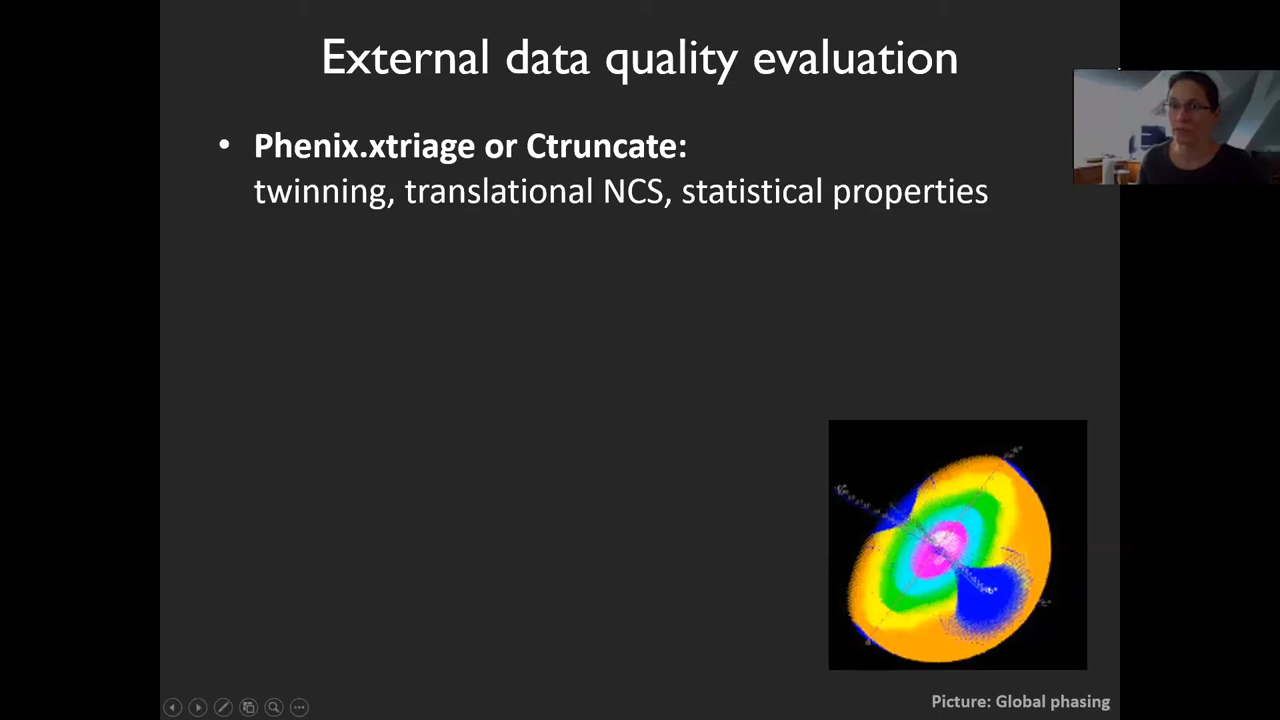 External data quality evaluation
• Phenix.xtriage or Ctruncate:
twinning, translational NCS, statistical properties
Picture: Global phasing